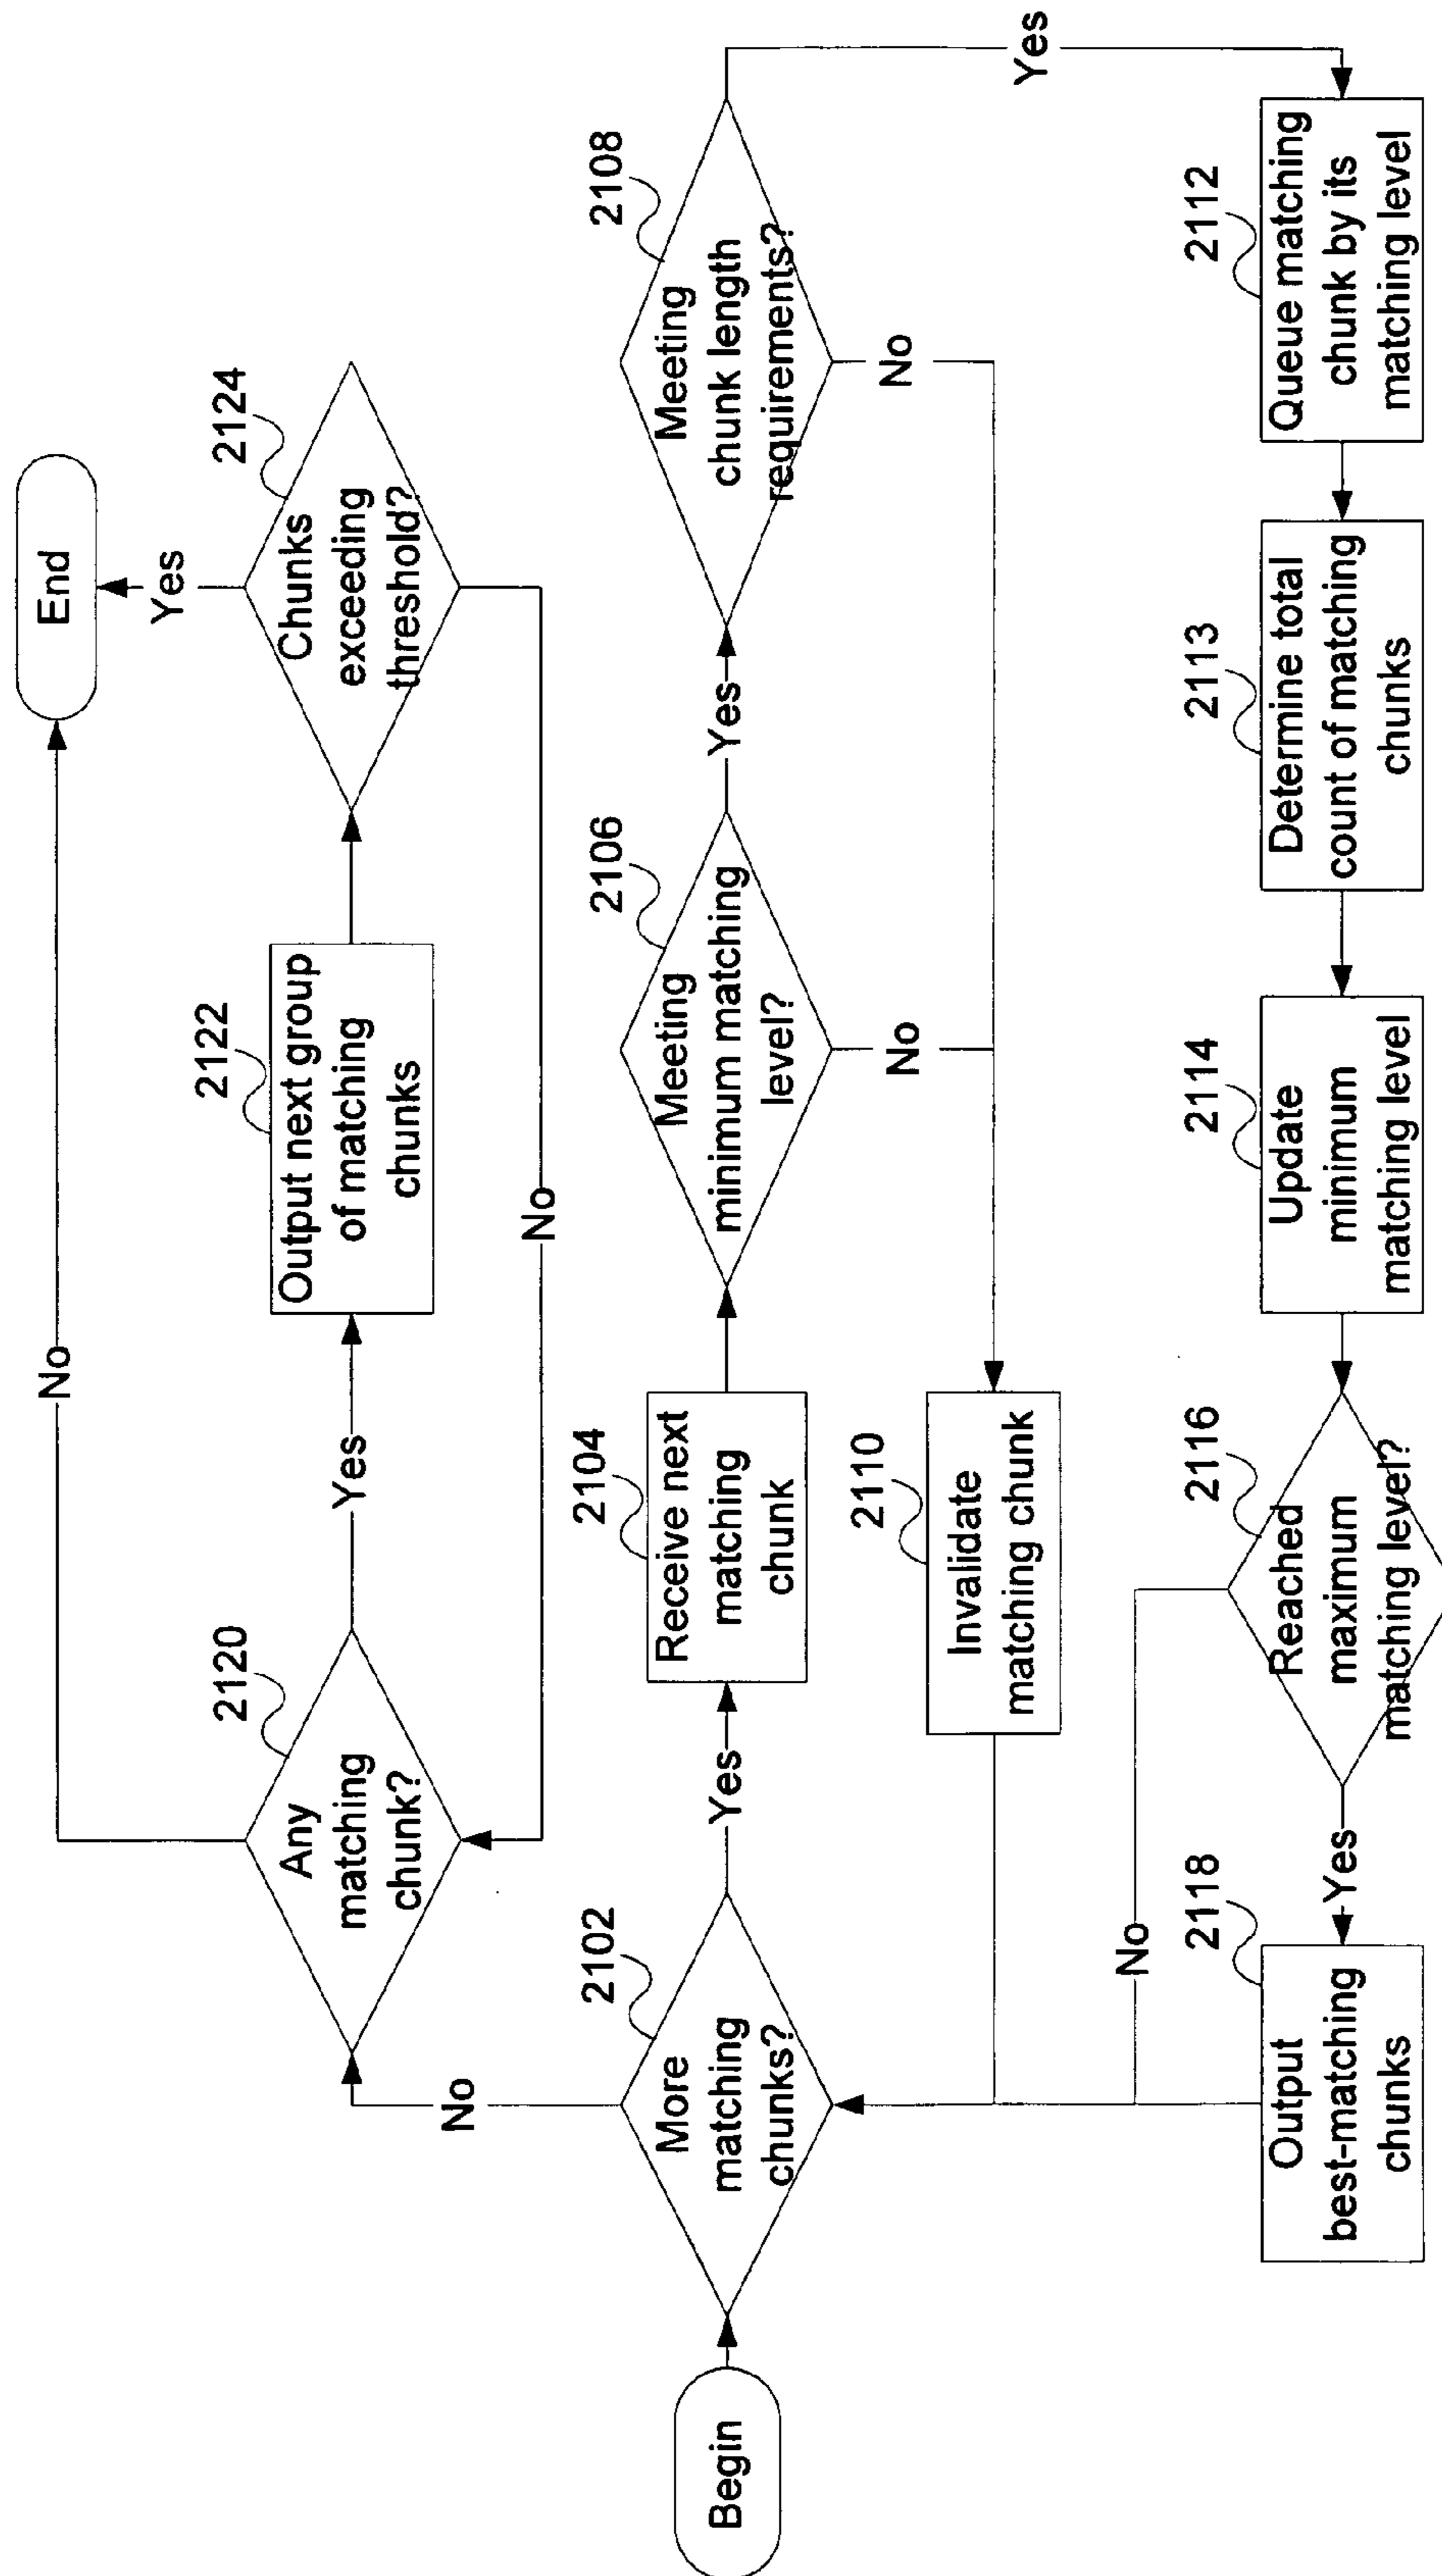 End
No
Yes
2120
Any
matching
chunk?
Yes
2122
Output next group
of matching
chunks
2124
Chunks
exceeding
threshold?
No
No
Begin
2102
More
matching
chunks?
Yes
2104
Receive next
matching
chunk
2106
Meeting
minimum matching
level?
Yes
2108
Meeting
chunk length
requirements?
No
No
Yes
2110
Invalidate
matching chunk
No
2118
Output
best-matching
chunks
Yes
2116
Reached
maximum
matching level?
2114
Update
minimum
matching level
2113
Determine total
count of matching
chunks
2112
Queue matching
chunk by its
matching level